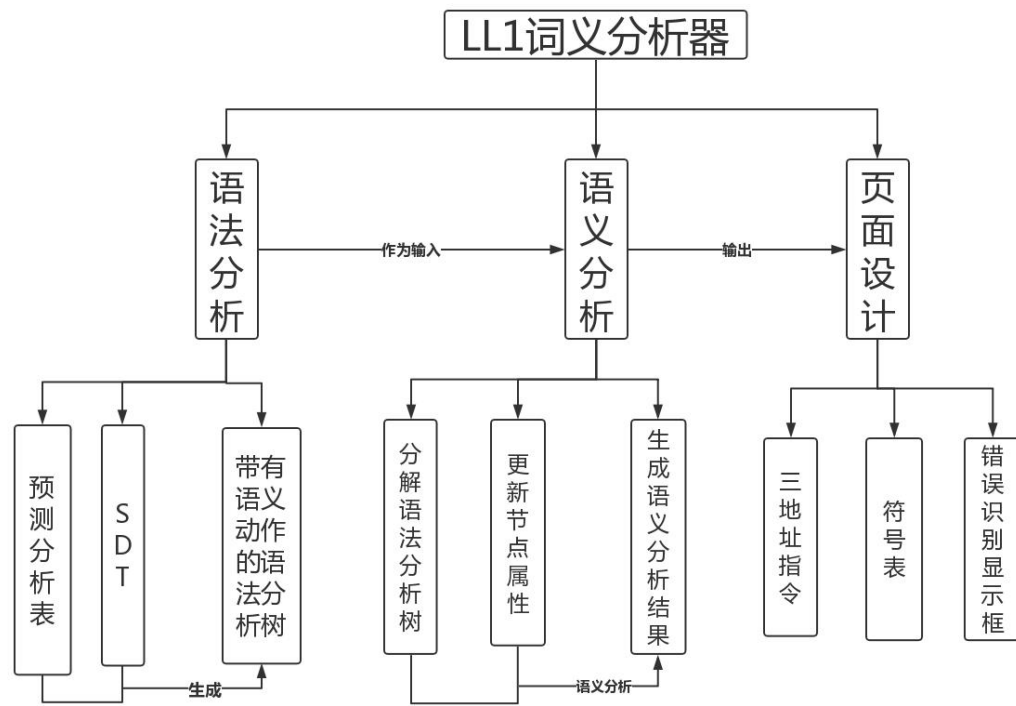 LL1词义分析器
语法分析
作为输入
语义分析
输出
页面设计
预测分析表
SDT
带有语义动作的语法分析树
生成
分解语法分析树
更新节点属性
生成语义分析结果
语义分析
三地址指令
符号表
错误识别显示框